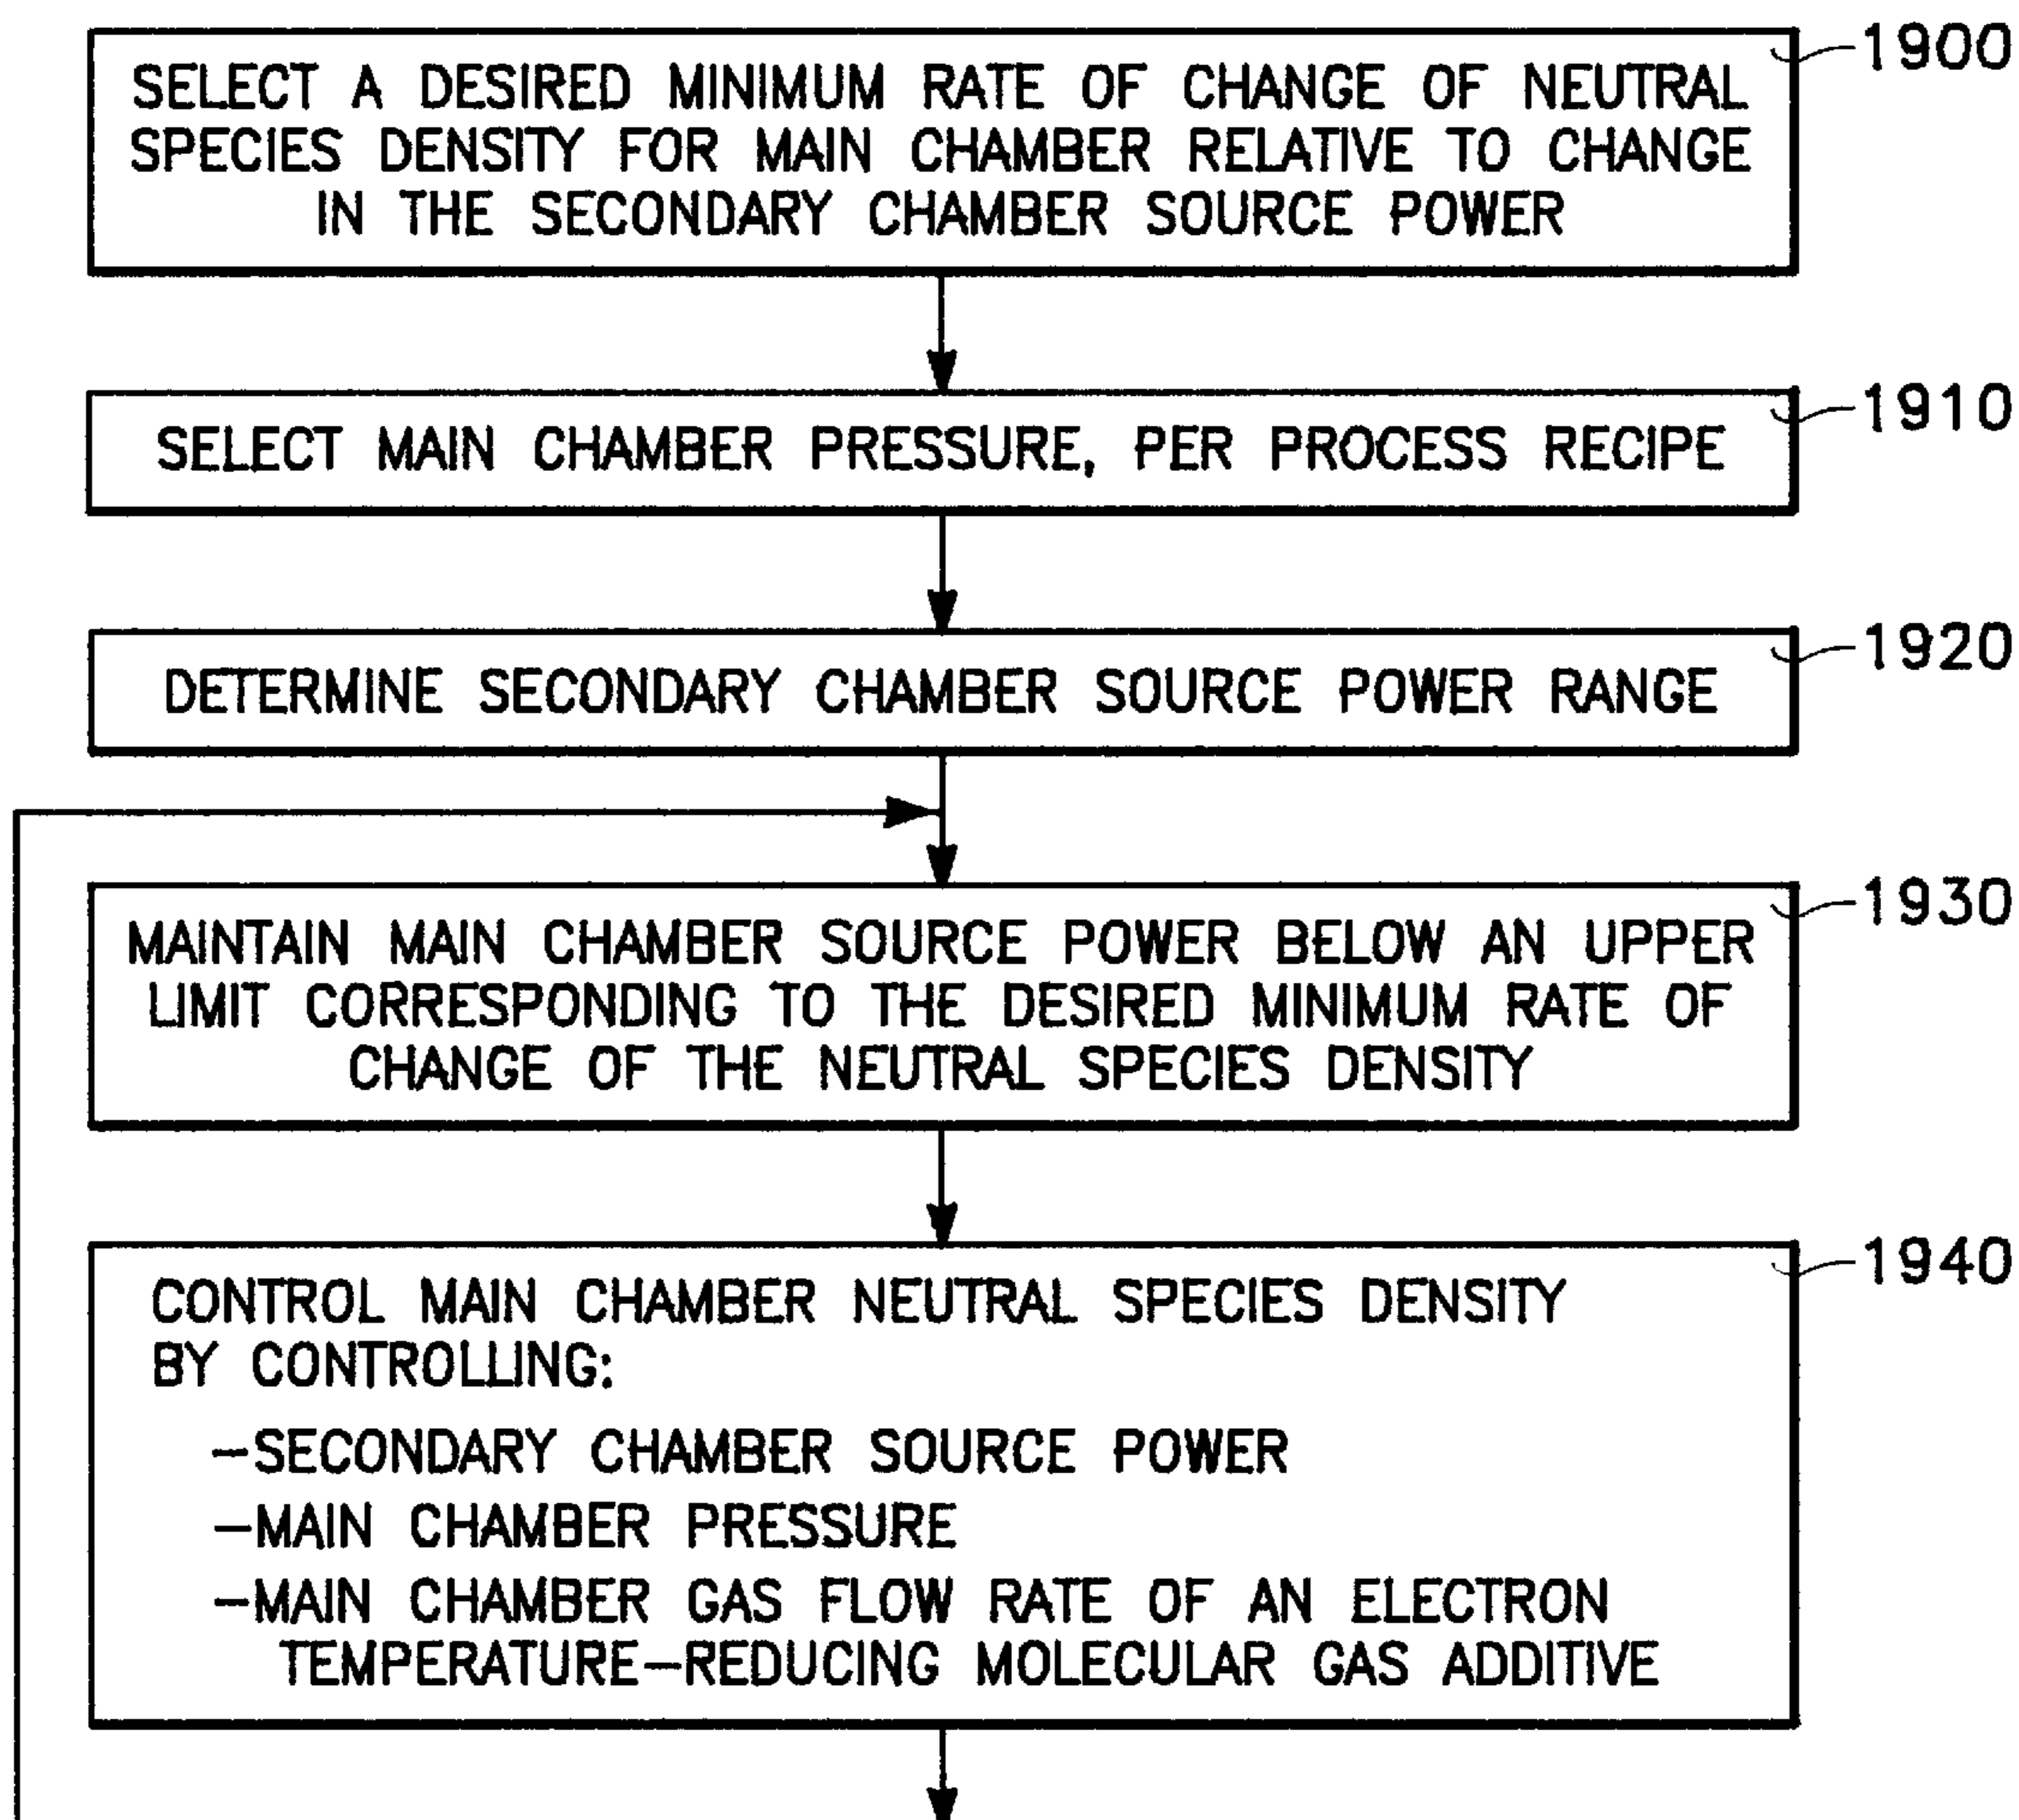 1900
SELECT A DESIRED MINIMUM RATE OF CHANGE OF NEUTRAL
SPECIES DENSITY FOR MAIN CHAMBER RELATIVE TO CHANGE
IN THE SECONDARY CHAMBER SOURCE POWER
1910
SELECT MAIN CHAMBER PRESSURE, PER PROCESS RECIPE
1920
DETERMINE SECONDARY CHAMBER SOURCE POWER RANGE
1930
MAINTAIN MAIN CHAMBER SOURCE POWER BELOW AN UPPER
LIMIT CORRESPONDING TO THE DESIRED MINIMUM RATE OF
CHANGE OF THE NEUTRAL SPECIES DENSITY
1940
CONTROL MAIN CHAMBER NEUTRAL SPECIES DENSITY
BY CONTROLLING:
–SECONDARY CHAMBER SOURCE POWER
–MAIN CHAMBER PRESSURE
–MAIN CHAMBER GAS FLOW RATE OF AN ELECTRON
TEMPERATURE–REDUCING MOLECULAR GAS ADDITIVE